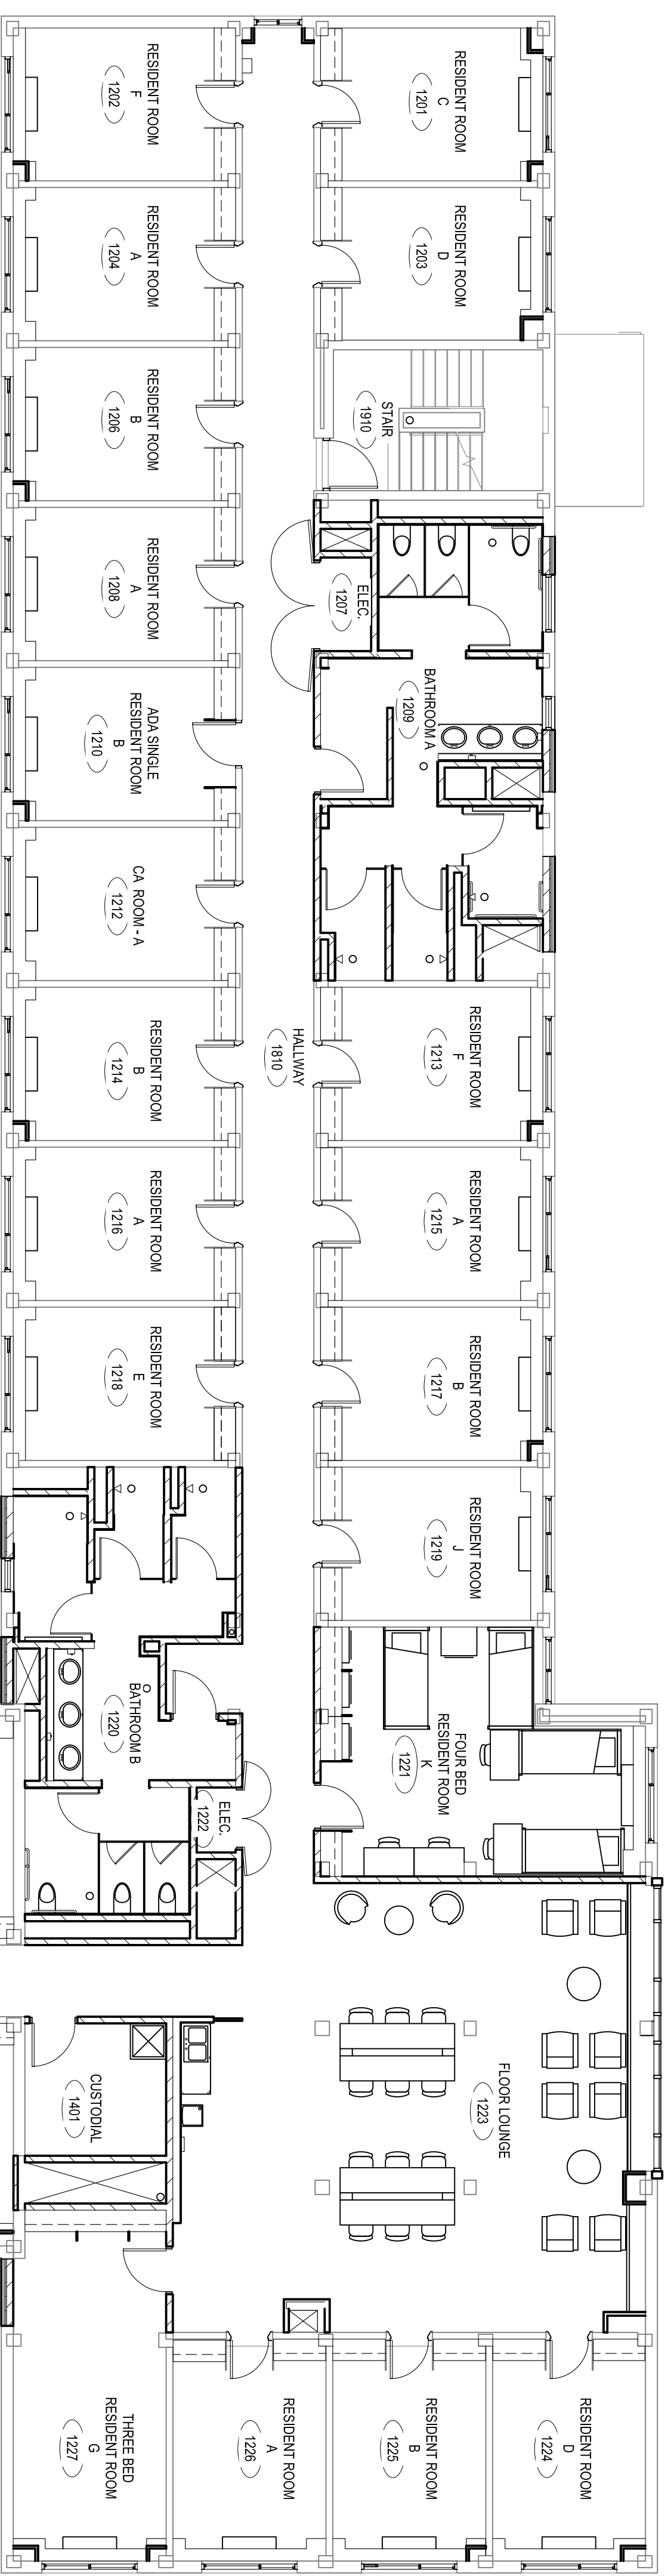 RESIDENT ROOM
C
1201
RESIDENT ROOM
F
1202
RESIDENT ROOM
D
1203
RESIDENT ROOM
A
1204
STAIR
1910
RESIDENT ROOM
B
1206
ELEC.
1207
RESIDENT ROOM
A
1208
BATHROOM A
1209
ADA SINGLE
RESIDENT ROOM
B
1210
CA ROOM - A
1212
HALLWAY
1810
RESIDENT ROOM
F
1213
RESIDENT ROOM
B
1214
RESIDENT ROOM
A
1215
RESIDENT ROOM
A
1216
RESIDENT ROOM
B
1217
RESIDENT ROOM
E
1218
RESIDENT ROOM
J
1219
BATHROOM B
1220
FOUR BED
RESIDENT ROOM
K
1221
ELEC.
1222
FLOOR LOUNGE
1223
CUSTODIAL
1401
RESIDENT ROOM
D
1224
RESIDENT ROOM
B
1225
RESIDENT ROOM
A
1226
THREE BED
RESIDENT ROOM
G
1227